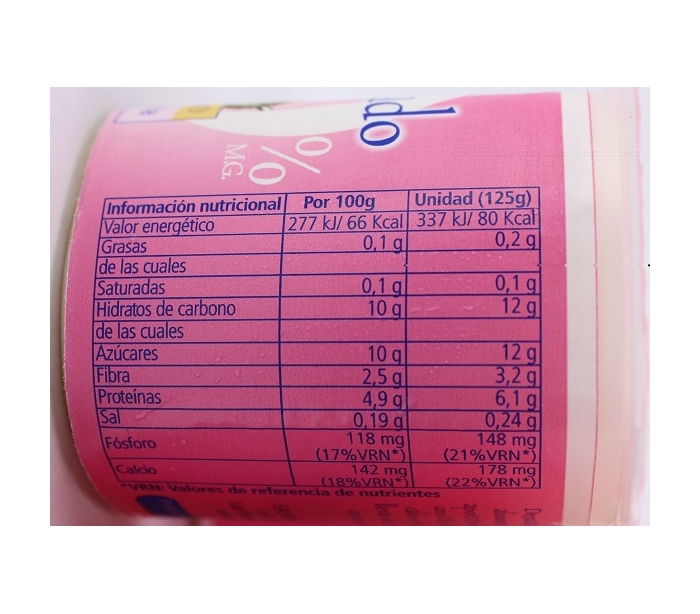 do
% M.G.
Información nutricional Por 100g Unidad (125g)
Valor energético 277 kJ/ 66 Kcal 337 kJ/ 80 Kcal
Grasas 0,1 g 0,2 g
de las cuales
Saturadas 0,1 g 0,1 g
Hidratos de carbono 10 g 12 g
de las cuales
Azúcares 10 g 12 g
Fibra 2,5 g 3,2 g
Proteínas 4,9 g 6,1 g
Sal 0,19 g 0,24 g
Fósforo 118 mg (17%VRN*) 148 mg (21%VRN*)
Calcio 142 mg (18%VRN*) 178 mg (22%VRN*)
*VRN: Valores de referencia de nutrientes